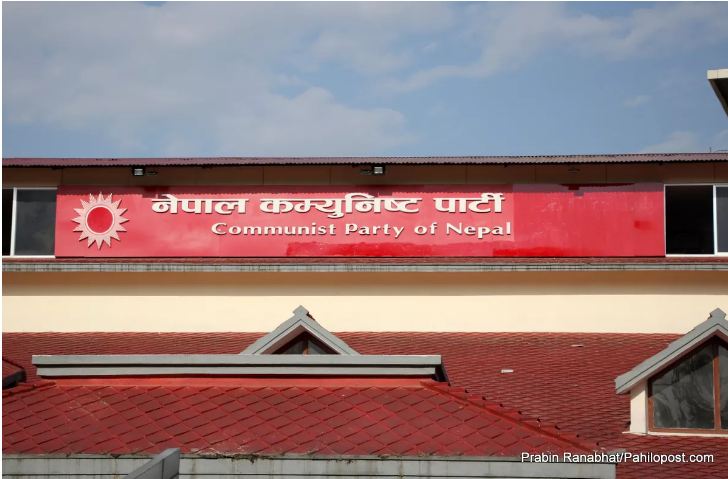 नेपाल कम्युनिष्ट पार्टी
Communist Party of Nepal
Prabin Ranabhat/Pahilopost.com